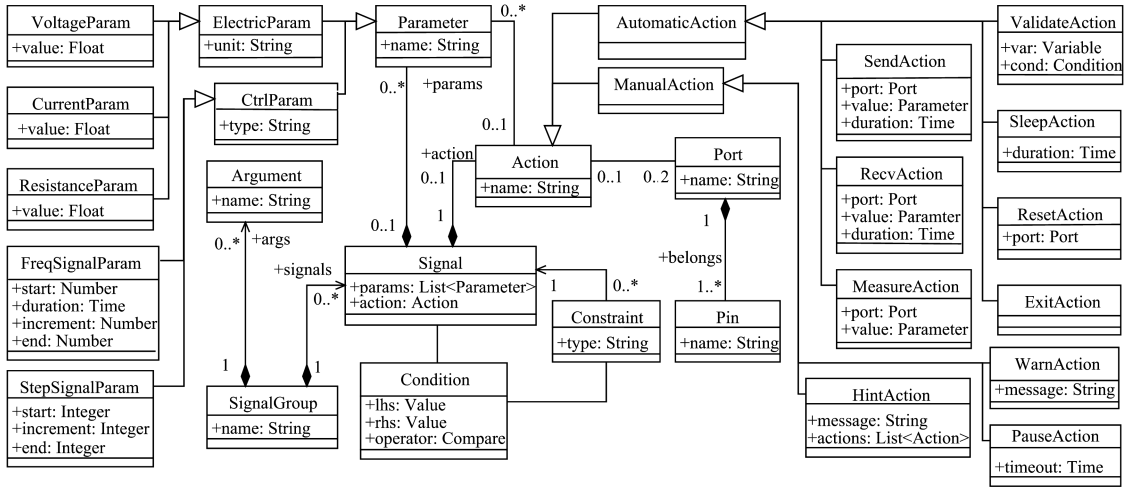 VoltageParam
+value: Float
CurrentParam
+value: Float
ResistanceParam
+value: Float
FreqSignalParam
+start: Number
+duration: Time
+increment: Number
+end: Number
StepSignalParam
+start: Integer
+increment: Integer
+end: Integer
ElectricParam
+unit: String
CtrlParam
+type: String
Argument
+name: String
0..*
+args
1
SignalGroup
+name: String
+signals
0..*
1
Parameter
+name: String
0..*
0..*
+params
0..1
+action
0..1
1
0..1
Action
+name: String
0..1
0..2
Signal
+params: List<Parameter>
+action: Action
1
0..*
Constraint
+type: String
Condition
+lhs: Value
+rhs: Value
+operator: Compare
Port
+name: String
1
+belongs
1..*
Pin
+name: String
AutomaticAction
ManualAction
SendAction
+port: Port
+value: Parameter
+duration: Time
RecvAction
+port: Port
+value: Paramter
+duration: Time
MeasureAction
+port: Port
+value: Parameter
HintAction
+message: String
+actions: List<Action>
ValidateAction
+var: Variable
+cond: Condition
SleepAction
+duration: Time
ResetAction
+port: Port
ExitAction
WarnAction
+message: String
PauseAction
+timeout: Time